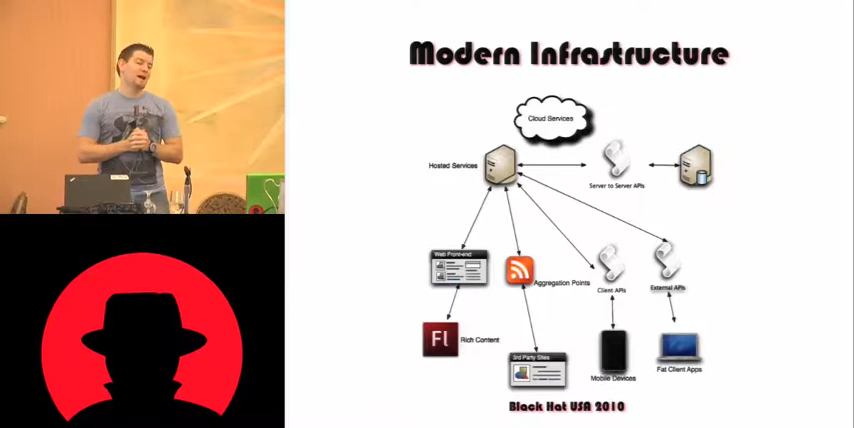 Modern Infrastructure
Cloud Services
Hosted Services
Server to Server APIs
Web Front-end
Aggregation Points
Client APIs
External APIs
Fl
Rich Content
3rd Party Sites
Mobile Devices
Fat Client Apps
Black Hat USA 2010